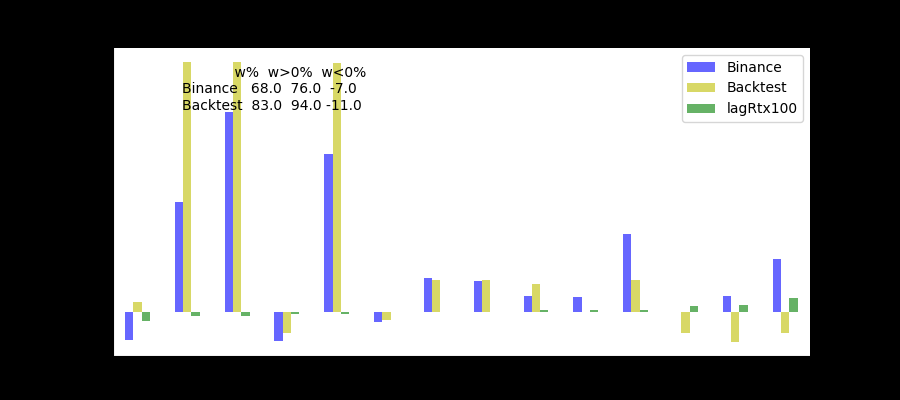 w%  w>0%  w<0%
Binance   68.0  76.0  -7.0
Backtest  83.0  94.0 -11.0
Binance
Backtest
lagRtx100